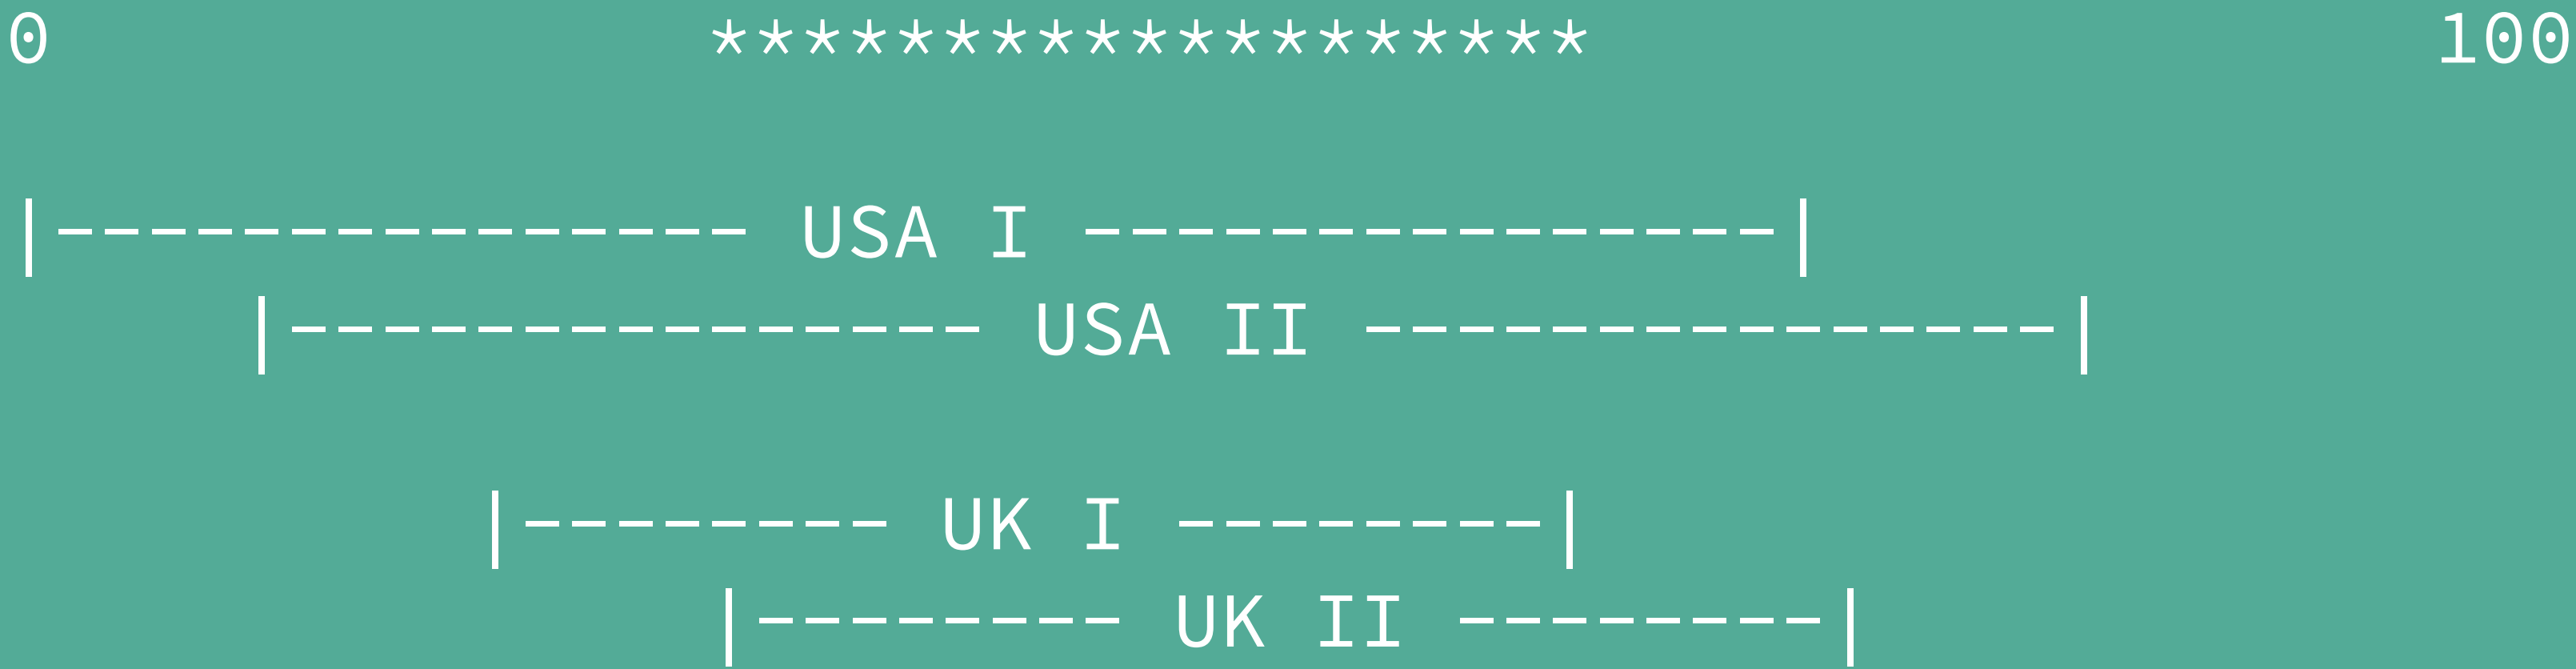 0              *******************                  100
|--------------- USA I ---------------|
     |--------------- USA II ---------------|
          |-------- UK I --------|
               |-------- UK II --------|